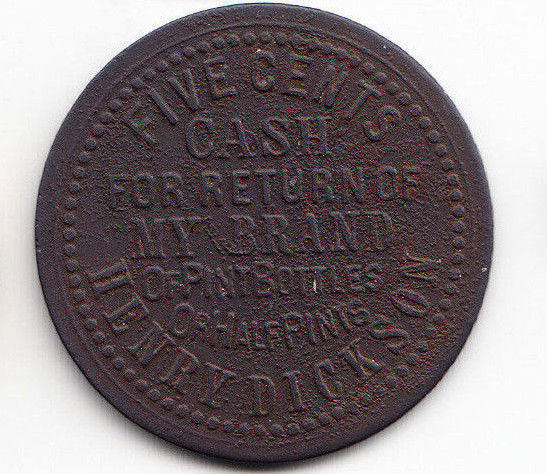 FIVE CENTS
CASH
FOR RETURN OF
MY BRAND
OF PINT BOTTLES
OR HALF PINTS
HENRY DICKSON